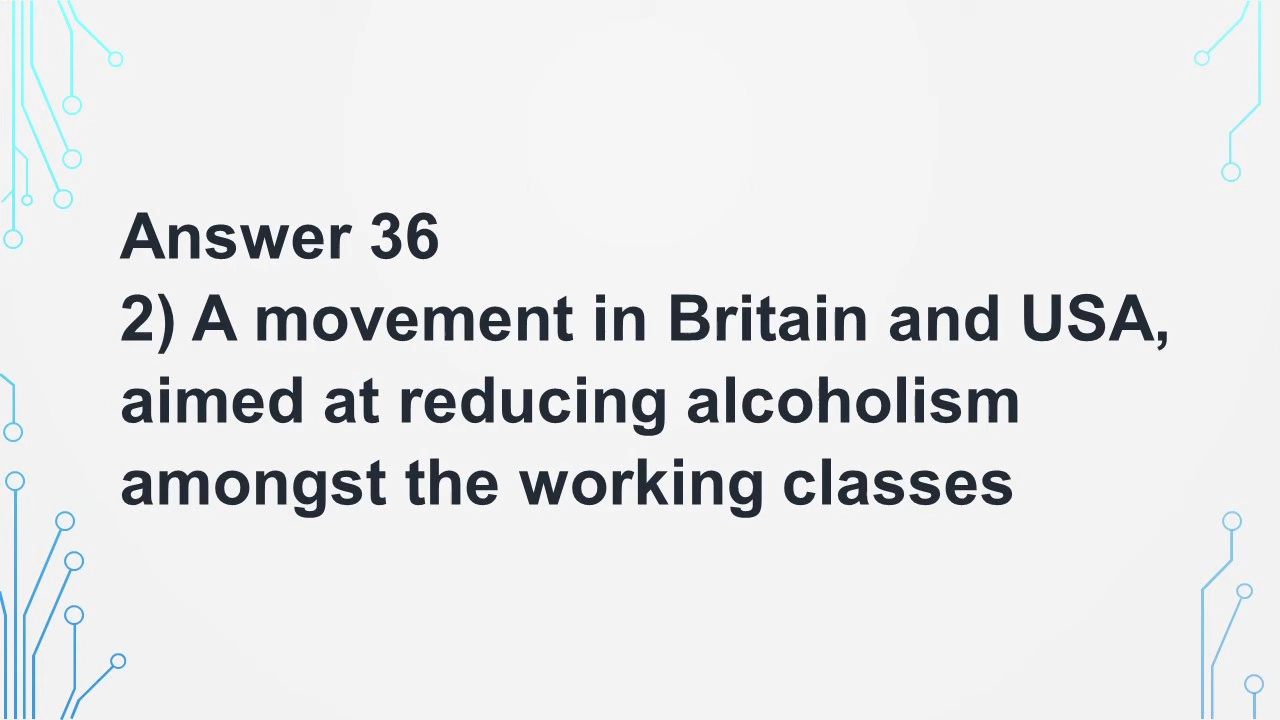 Answer 36
2) A movement in Britain and USA,
aimed at reducing alcoholism
amongst the working classes